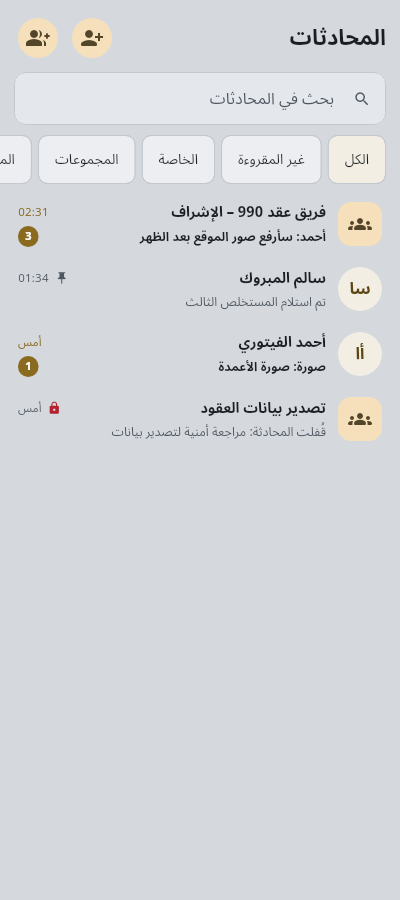 المحادثات
بحث في المحادثات
الكل
غير المقروءة
الخاصة
المجموعات
فريق عقد 990 – الإشراف
02:31
أحمد: سأرفع صور الموقع بعد الظهر
3
سا
سالم المبروك
01:34
تم استلام المستخلص الثالث
أا
أحمد الفيتوري
أمس
صورة: صورة الأعمدة
1
تصدير بيانات العقود
أمس
قُفلت المحادثة: مراجعة أمنية لتصدير بيانات